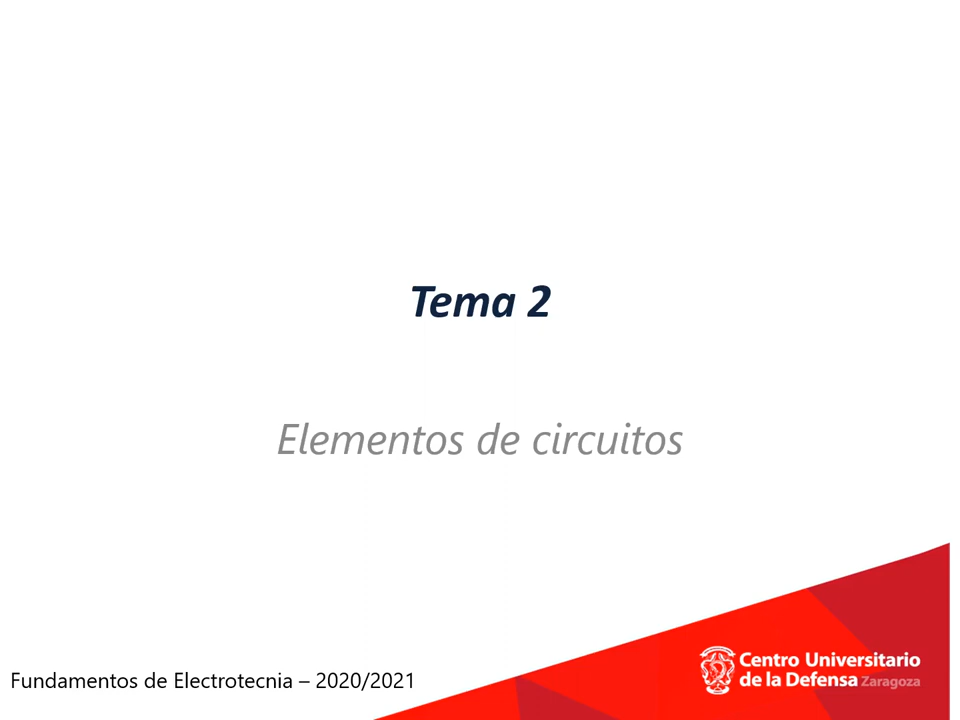 Tema 2
Elementos de circuitos
Centro Universitario
de la Defensa Zaragoza
Fundamentos de Electrotecnia – 2020/2021